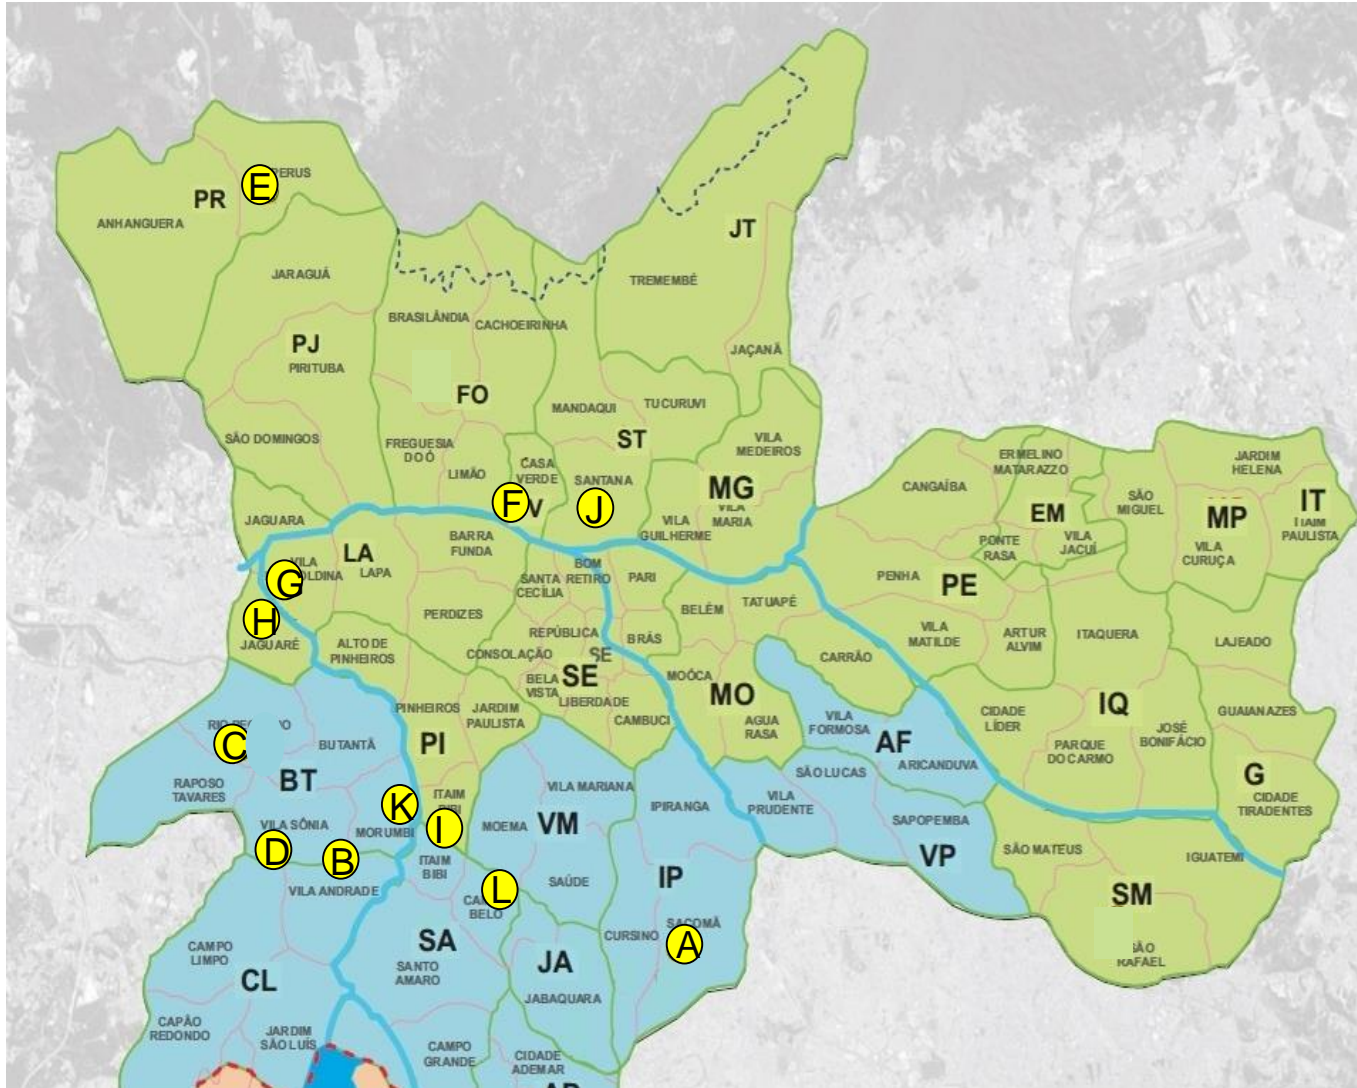 E
PERUS
PR
ANHANGUERA
JT
JARAGUÁ
TREMEMBÉ
BRASILÂNDIA
CACHOEIRINHA
PJ
PIRITUBA
JAÇANÃ
FO
MANDAQUI
TUCURUVI
SÃO DOMINGOS
FREGUESIA
DO Ó
ST
VILA
MEDEIROS
LIMÃO
CASA
VERDE
SANTANA
MG
VILA
MARIA
F
V
J
JAGUARA
VILA
GUILHERME
CANGAÍBA
ERMELINO
MATARAZZO
JARDIM
HELENA
SÃO
MIGUEL
IT
ITAIM
PAULISTA
EM
MP
PONTE
RASA
VILA
JACUÍ
VILA
CURUÇA
BARRA
FUNDA
LA
LAPA
VILA
G
H
JAGUARÉ
BOM
RETIRO
SANTA
CECÍLIA
PARI
PENHA
PE
PERDIZES
BELÉM
TATUAPÉ
ALTO DE
PINHEIROS
REPÚBLICA
BRÁS
SE
CONSOLAÇÃO
VILA
MATILDE
ARTUR
ALVIM
ITAQUERA
LAJEADO
CARRÃO
BELA
VISTA
SE
LIBERDADE
MOÓCA
MO
PINHEIROS
JARDIM
PAULISTA
CAMBUCI
AGUA
RASA
VILA
FORMOSA
CIDADE
LÍDER
IQ
JOSÉ
BONIFÁCIO
GUAIANAZES
C
BUTANTÃ
PI
AF
ARICANDUVA
PARQUE
DO CARMO
RAPOSO
TAVARES
BT
SÃO LUCAS
G
CIDADE
TIRADENTES
VILA MARIANA
ITAIM
BIBI
K
I
IPIRANGA
VILA
PRUDENTE
VILA SÔNIA
MORUMBI
MOEMA
VM
SAPOPEMBA
D
B
ITAIM
BIBI
VP
SÃO MATEUS
IGUATEMI
VILA ANDRADE
L
SAÚDE
IP
SM
BELO
SACOMÃ
CURSINO
A
CAMPO
LIMPO
SA
SANTO
AMARO
JA
JABAQUARA
SÃO
RAFAEL
CL
CAPÃO
REDONDO
JARDIM
SÃO LUÍS
CAMPO
GRANDE
CIDADE
ADEMAR